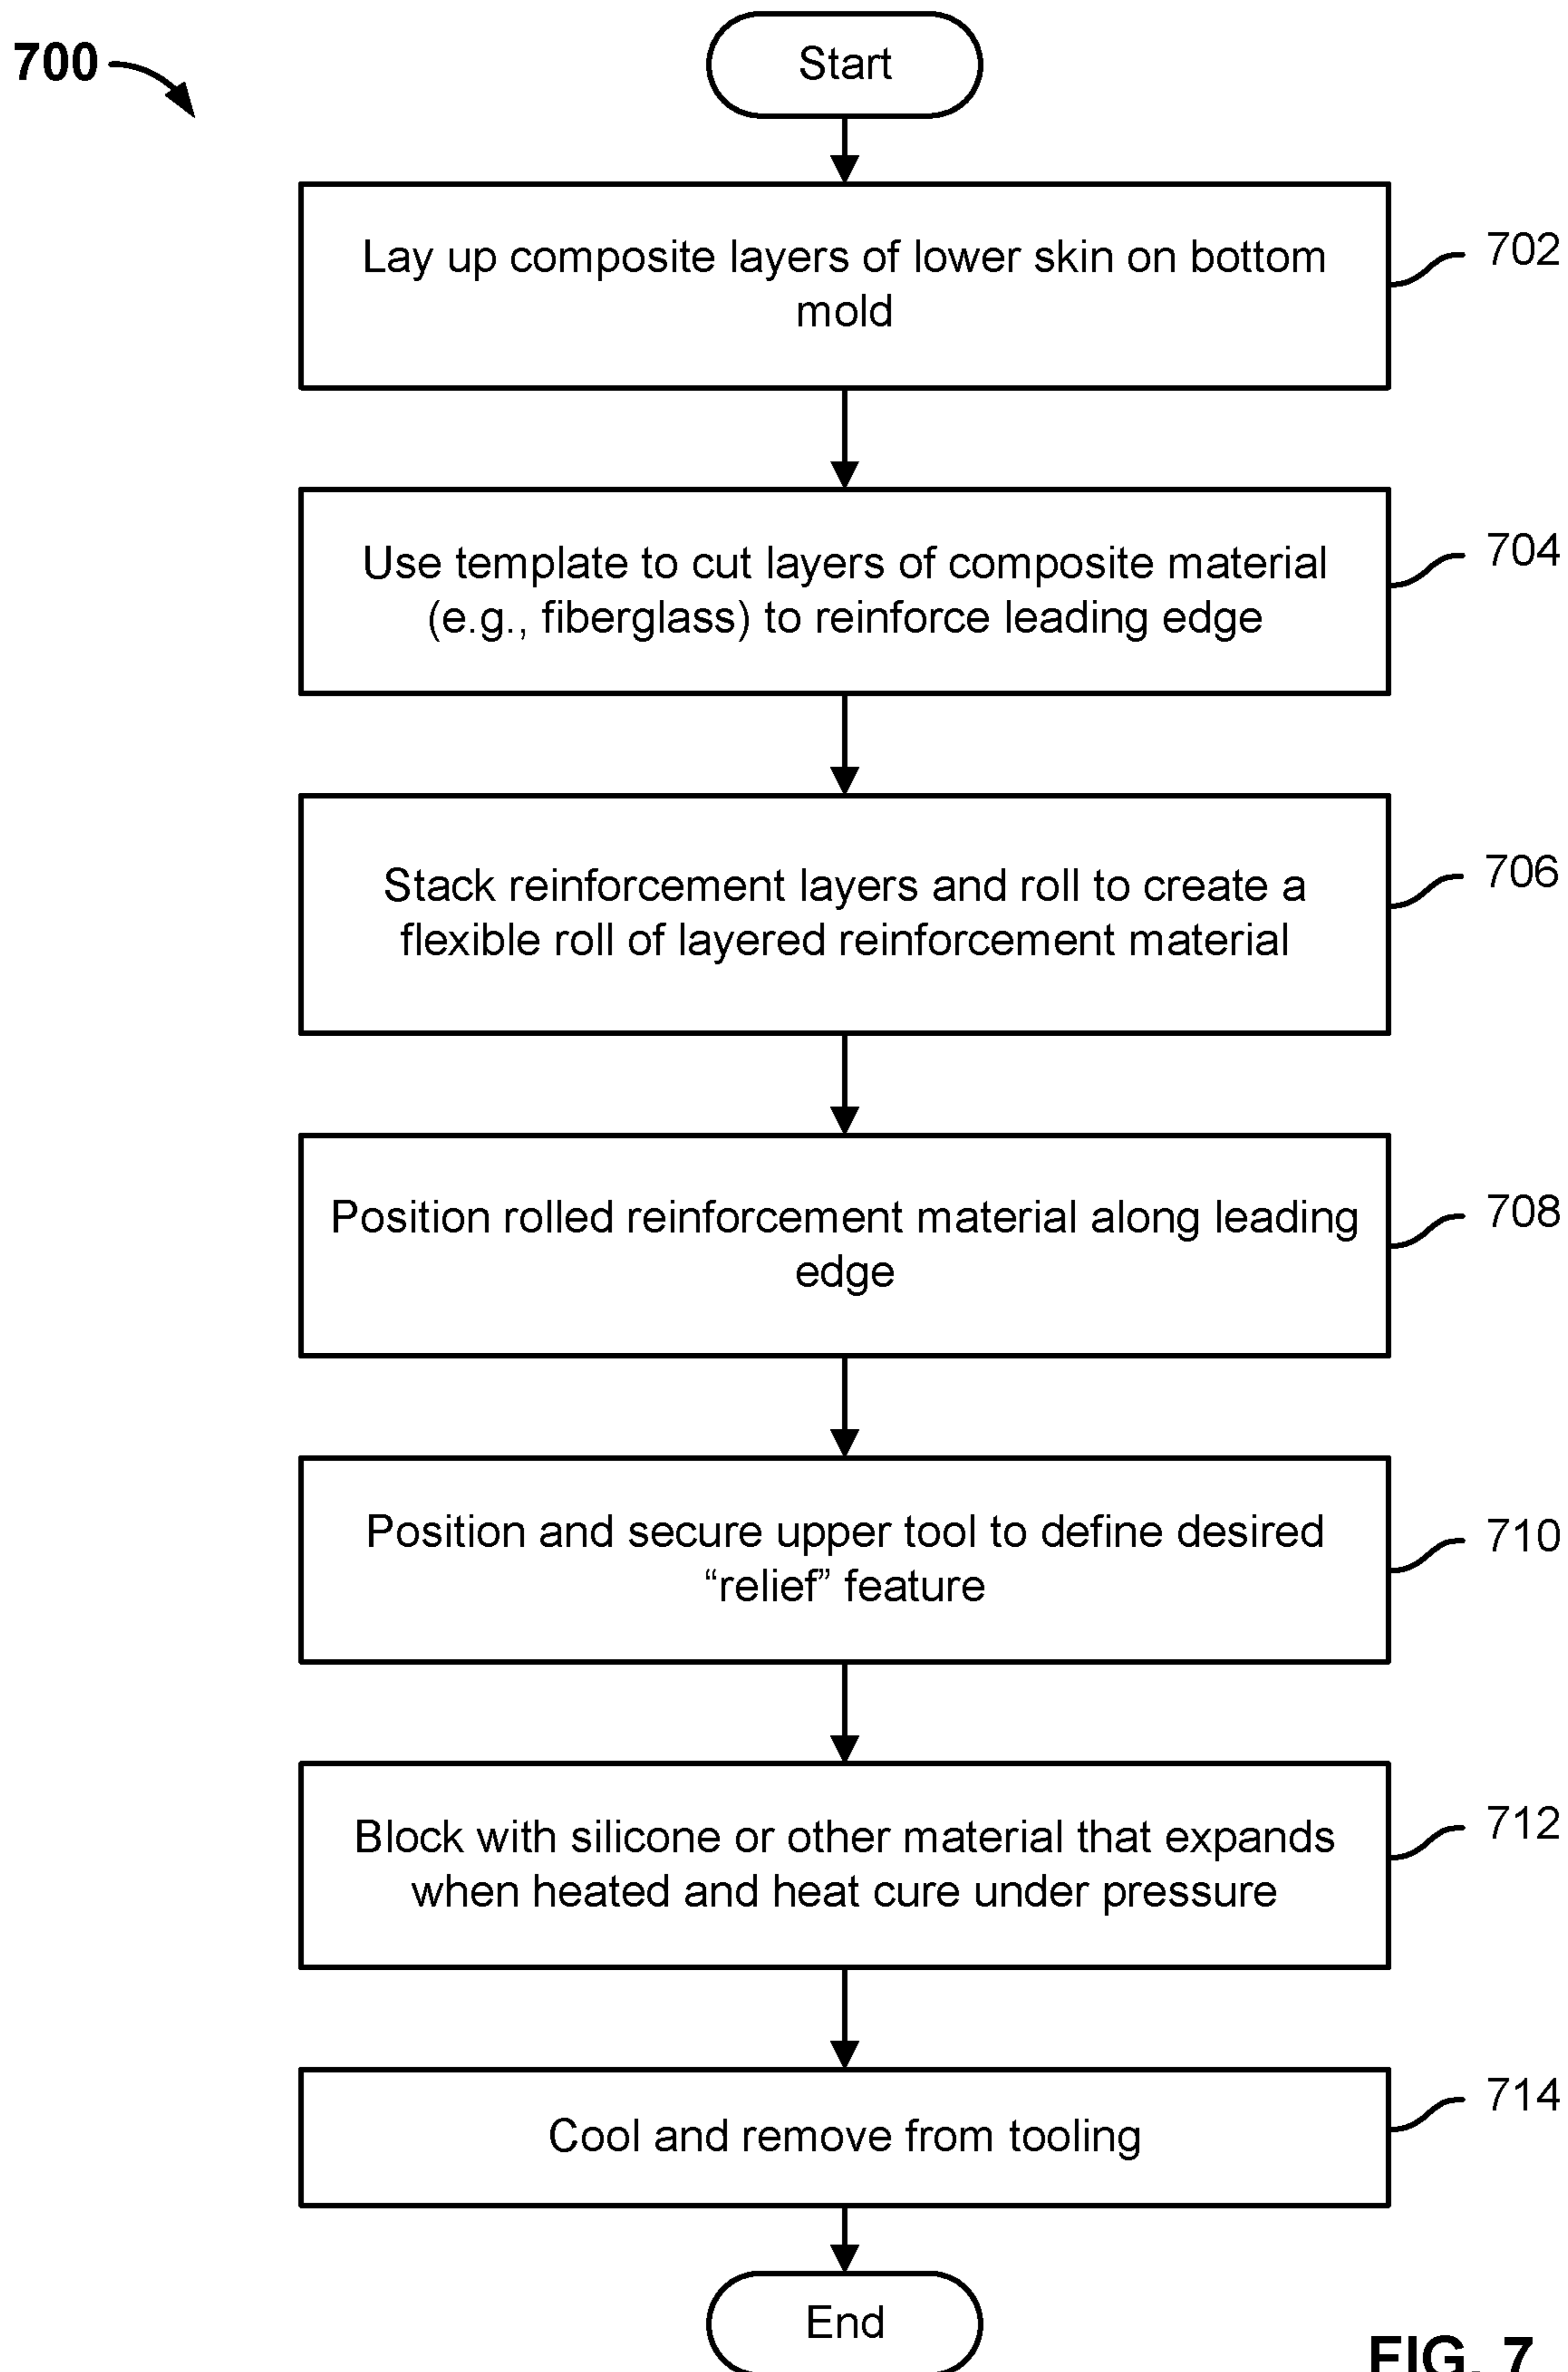 700
Start
Lay up composite layers of lower skin on bottom
mold
702
Use template to cut layers of composite material
(e.g., fiberglass) to reinforce leading edge
704
Stack reinforcement layers and roll to create a
flexible roll of layered reinforcement material
706
Position rolled reinforcement material along leading
edge
708
Position and secure upper tool to define desired
“relief” feature
710
Block with silicone or other material that expands
when heated and heat cure under pressure
712
Cool and remove from tooling
714
End
FIG. 7